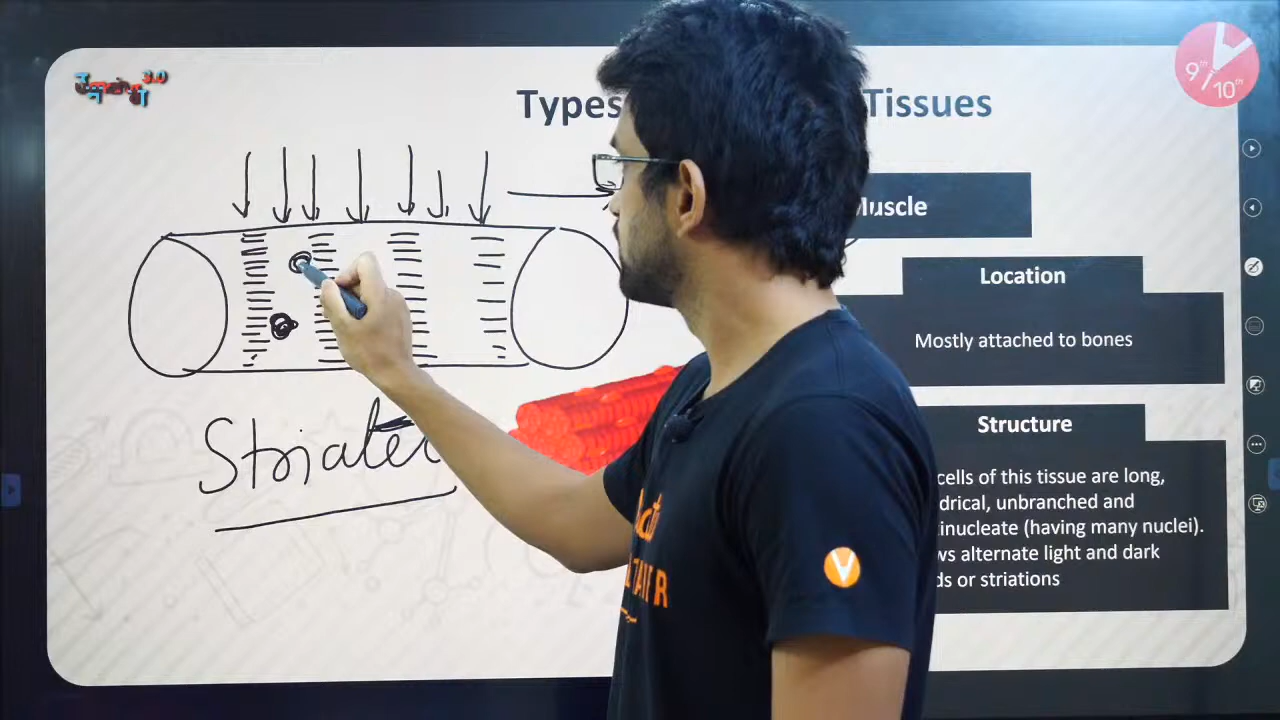 Types
Tissues
9th/10th
Muscle
Location
Mostly attached to bones
Structure
cells of this tissue are long,
drical, unbranched and
inucleate (having many nuclei).
ws alternate light and dark
ds or striations
Striated